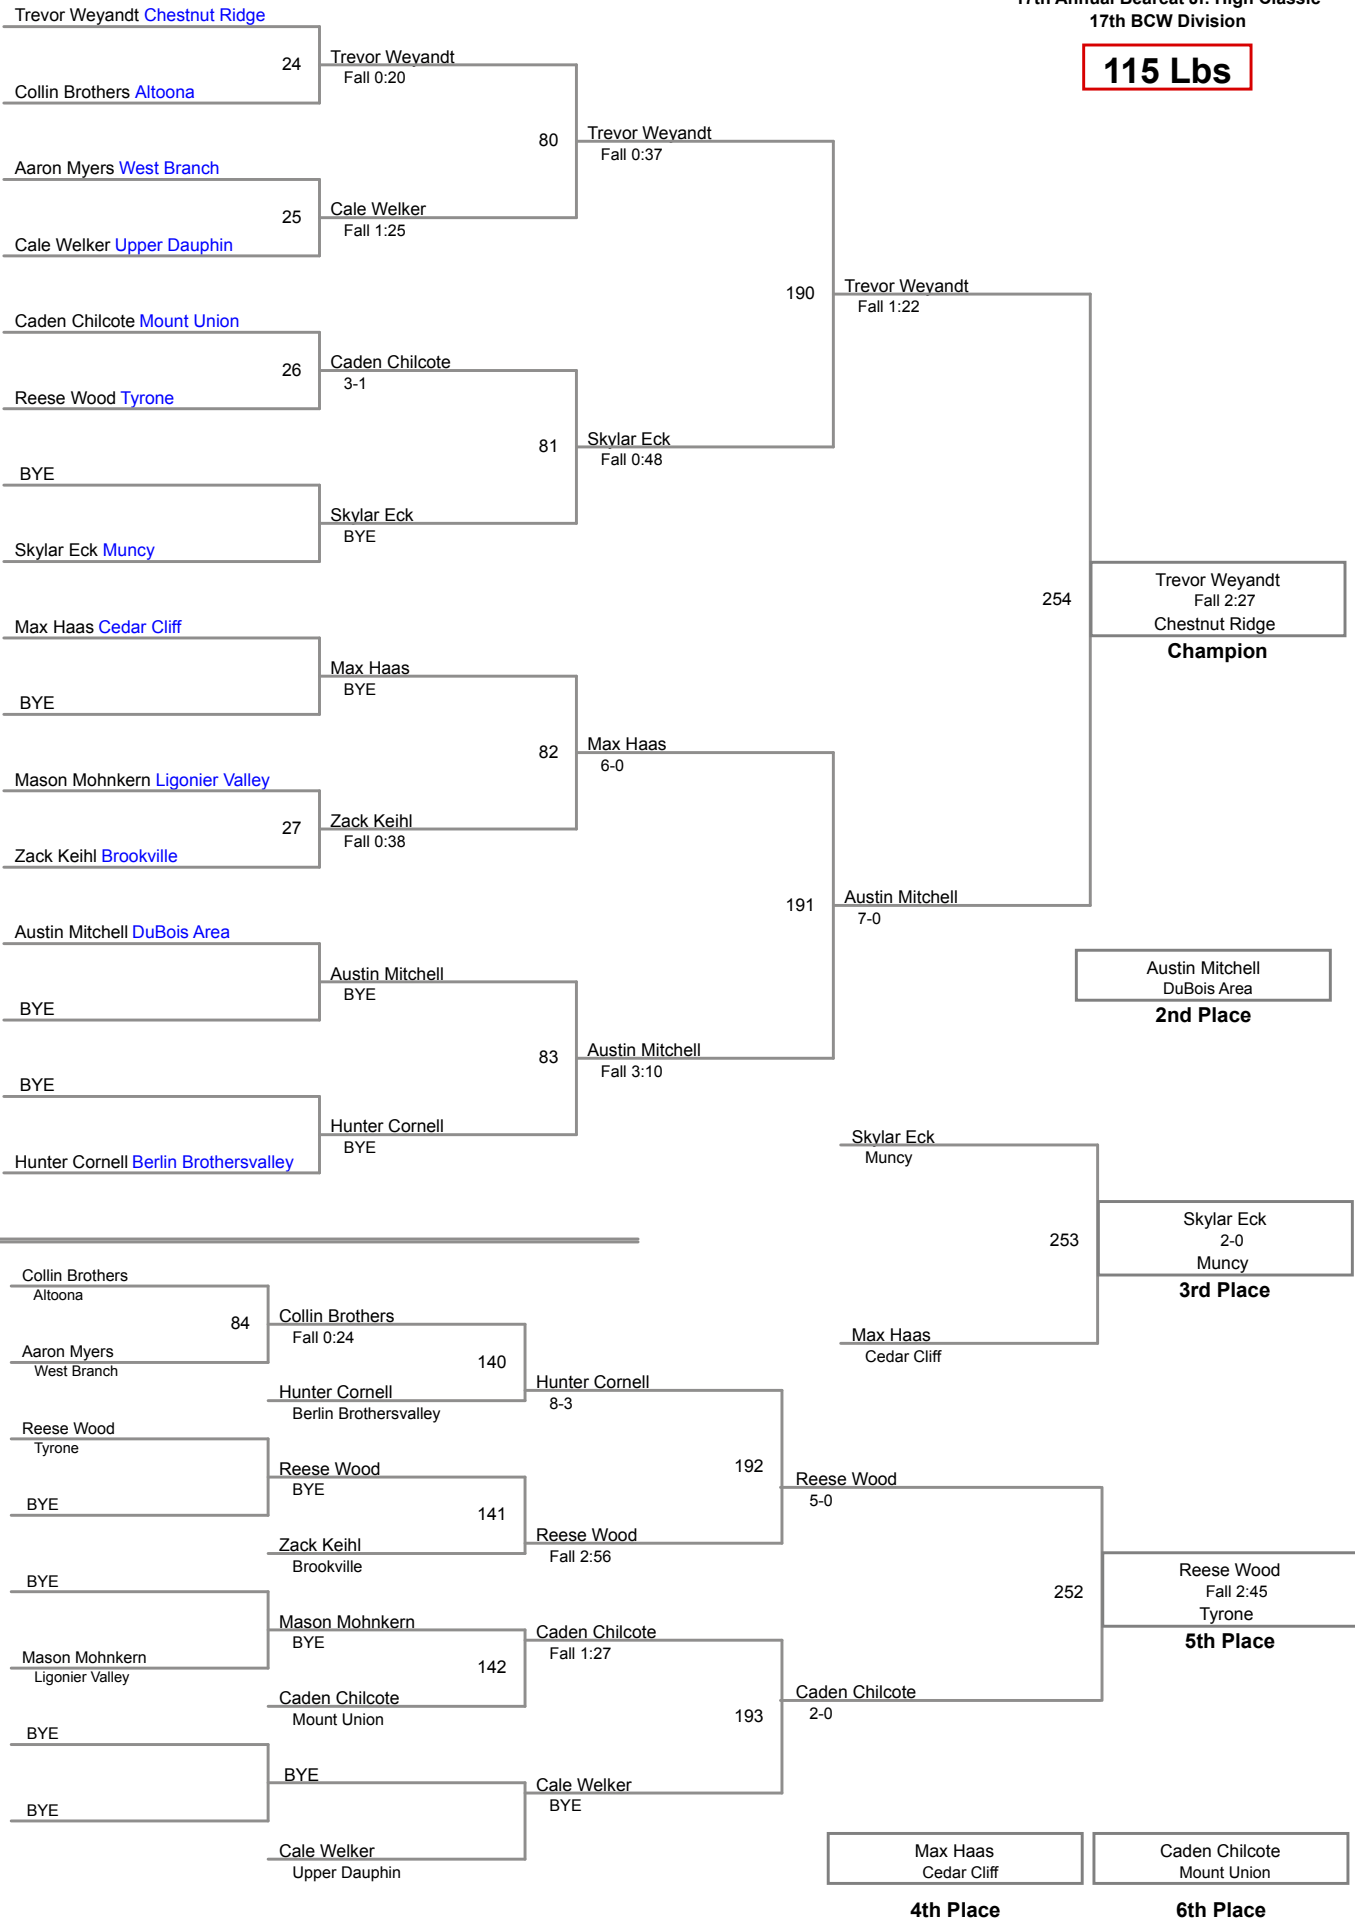 17th Annual Bearcat Jr. High Classic
17th BCW Division
115 Lbs
Trevor Weyandt Chestnut Ridge
24
Collin Brothers Altoona
Trevor Weyandt
Fall 0:20
Aaron Myers West Branch
25
Cale Welker Upper Dauphin
Cale Welker
Fall 1:25
80
Trevor Weyandt
Fall 0:37
Caden Chilcote Mount Union
26
Reese Wood Tyrone
Caden Chilcote
3-1
BYE
Skylar Eck Muncy
Skylar Eck
BYE
81
Skylar Eck
Fall 0:48
190
Trevor Weyandt
Fall 1:22
Max Haas Cedar Cliff
BYE
Max Haas
BYE
Mason Mohnkern Ligonier Valley
27
Zack Keihl Brookville
Zack Keihl
Fall 0:38
82
Max Haas
6-0
Austin Mitchell DuBois Area
BYE
Austin Mitchell
BYE
BYE
Hunter Cornell Berlin Brothersvalley
Hunter Cornell
BYE
83
Austin Mitchell
Fall 3:10
191
Austin Mitchell
7-0
254
Trevor Weyandt
Fall 2:27
Chestnut Ridge
Champion
Austin Mitchell
DuBois Area
2nd Place
Skylar Eck
Muncy
253
Max Haas
Cedar Cliff
Skylar Eck
2-0
Muncy
3rd Place
Collin Brothers
Altoona
84
Aaron Myers
West Branch
Collin Brothers
Fall 0:24
140
Hunter Cornell
Berlin Brothersvalley
Hunter Cornell
8-3
Reese Wood
Tyrone
BYE
Reese Wood
BYE
141
Zack Keihl
Brookville
Reese Wood
Fall 2:56
192
Reese Wood
5-0
BYE
Mason Mohnkern
Ligonier Valley
Mason Mohnkern
BYE
142
Caden Chilcote
Mount Union
Caden Chilcote
Fall 1:27
BYE
BYE
BYE
Cale Welker
Upper Dauphin
Cale Welker
BYE
193
Caden Chilcote
2-0
252
Reese Wood
Fall 2:45
Tyrone
5th Place
Max Haas
Cedar Cliff
4th Place
Caden Chilcote
Mount Union
6th Place